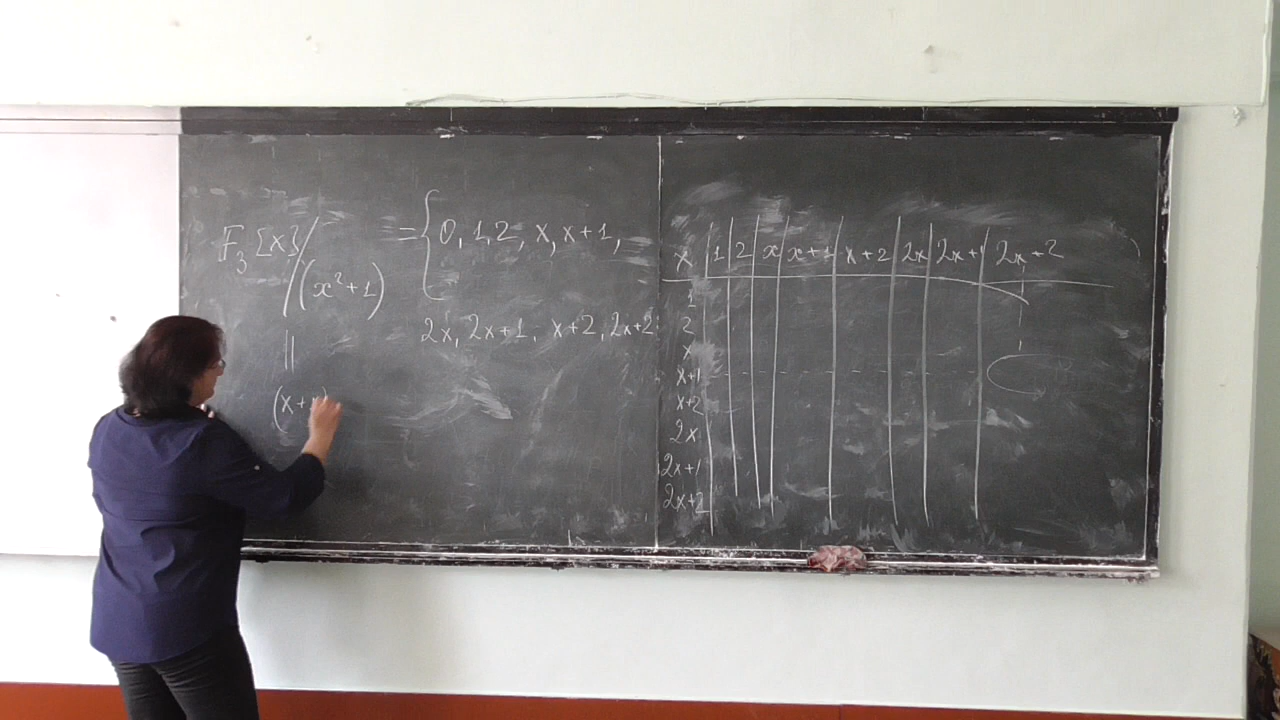 F₃[x]/(x²+1) = { 0, 1, 2, x, x+1,
2x, 2x+1, x+2, 2x+2
||
(x+
x | 1 | 2 | x | x+1 | x+2 | 2x | 2x+1 | 2x+2
1
2
x
x+1
x+2
2x
2x+1
2x+2